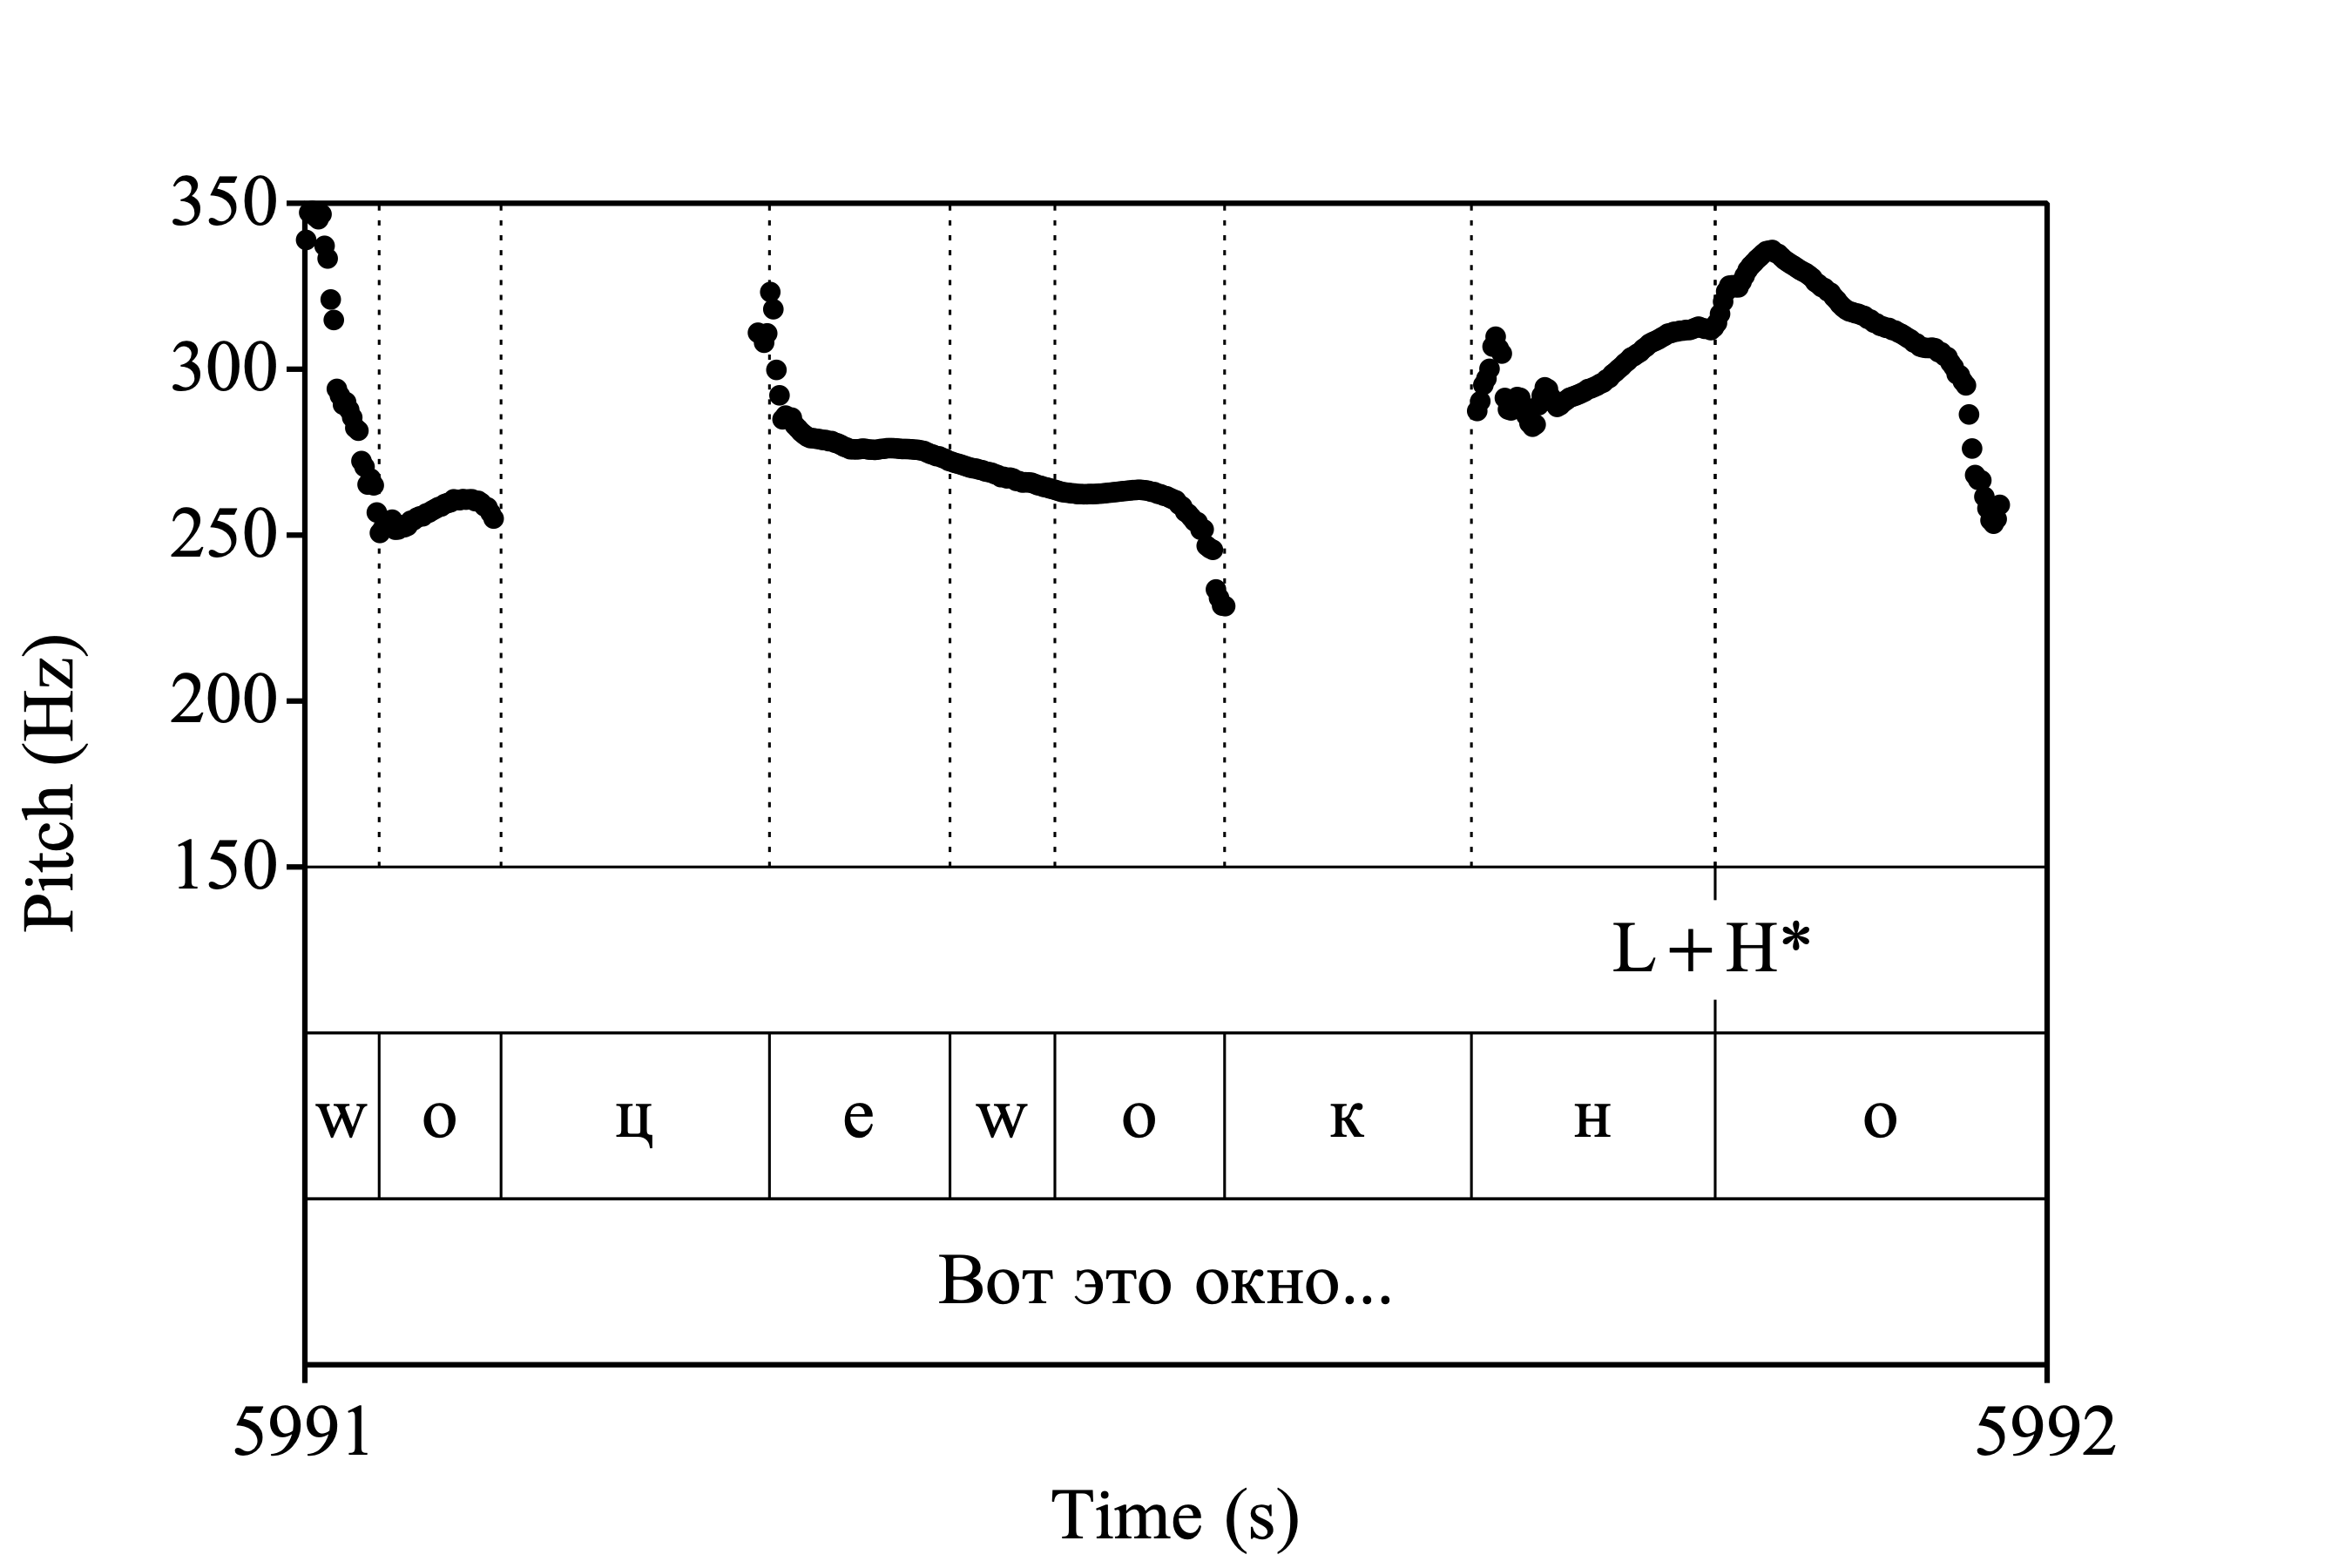 350
300
250
200
150
Pitch (Hz)
L+H*
w о ц е w о к н о
Вот это окно...
5991 5992
Time (s)